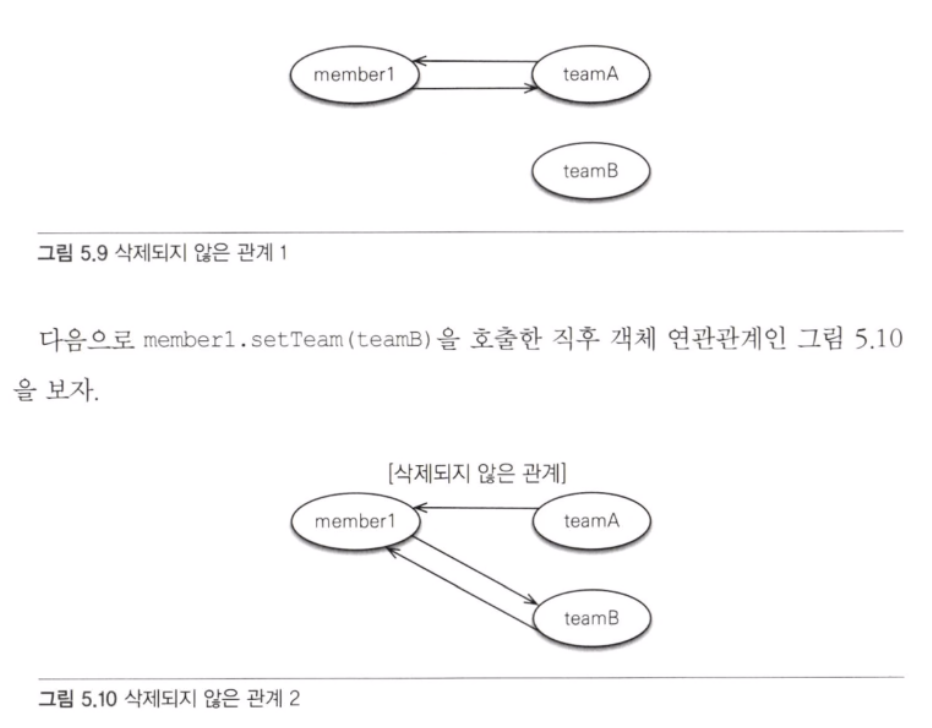 member1 teamA
teamB
그림 5.9 삭제되지 않은 관계 1
다음으로 member1.setTeam(teamB)을 호출한 직후 객체 연관관계인 그림 5.10
을 보자.
[삭제되지 않은 관계]
member1 teamA
teamB
그림 5.10 삭제되지 않은 관계 2